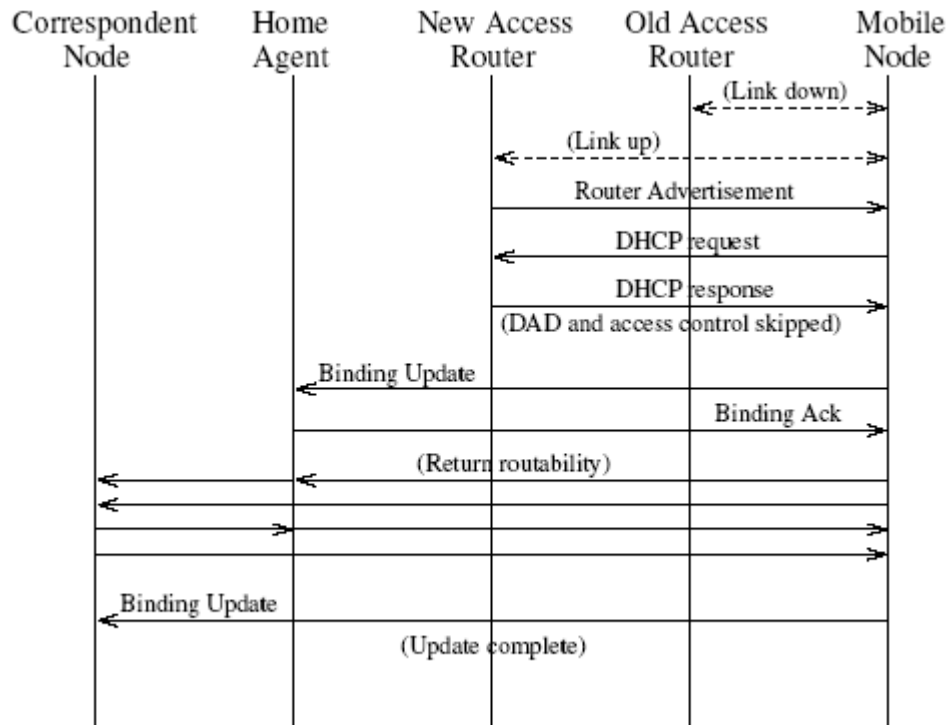 Correspondent Node
Home Agent
New Access Router
Old Access Router
Mobile Node
(Link down)
(Link up)
Router Advertisement
DHCP request
DHCP response
(DAD and access control skipped)
Binding Update
Binding Ack
(Return routability)
Binding Update
(Update complete)